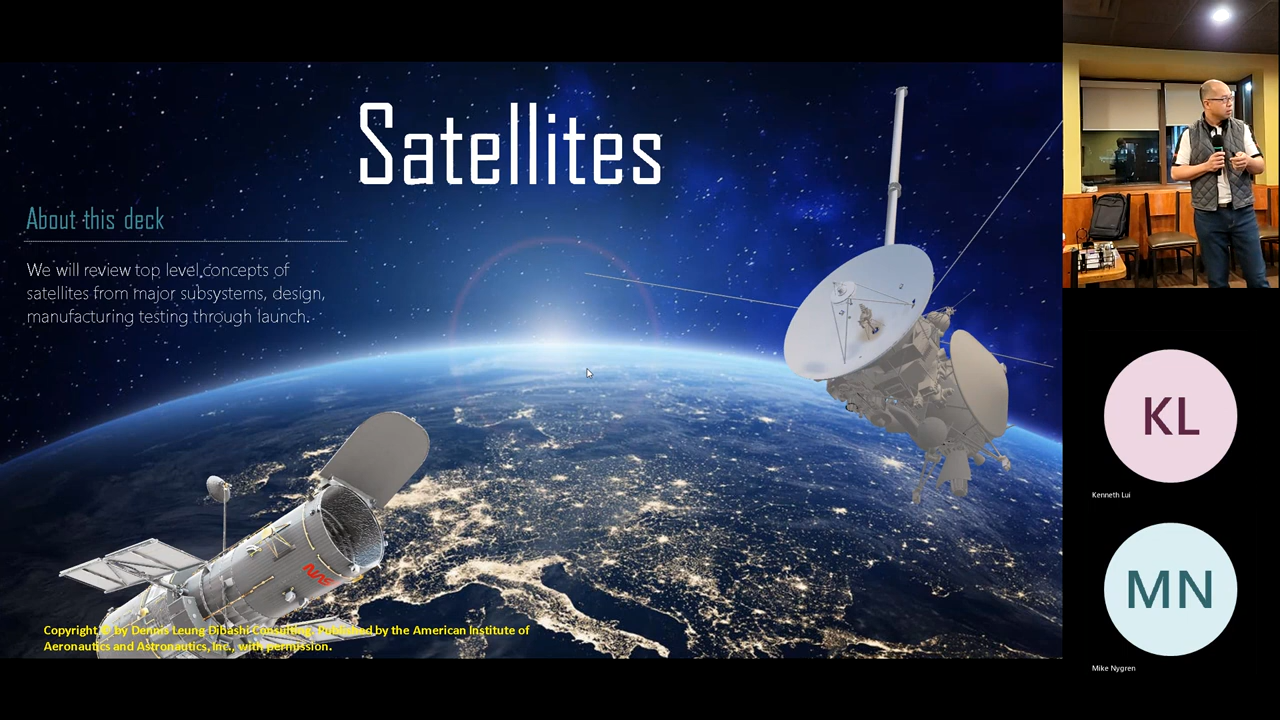 Satellites
About this deck
We will review top level concepts of
satellites from major subsystems, design,
manufacturing testing through launch.
NAS
Copyright © by Dennis Leung Dibashi Consulting. Published by the American Institute of
Aeronautics and Astronautics, Inc., with permission.
KL
Kenneth Lui
MN
Mike Nygren